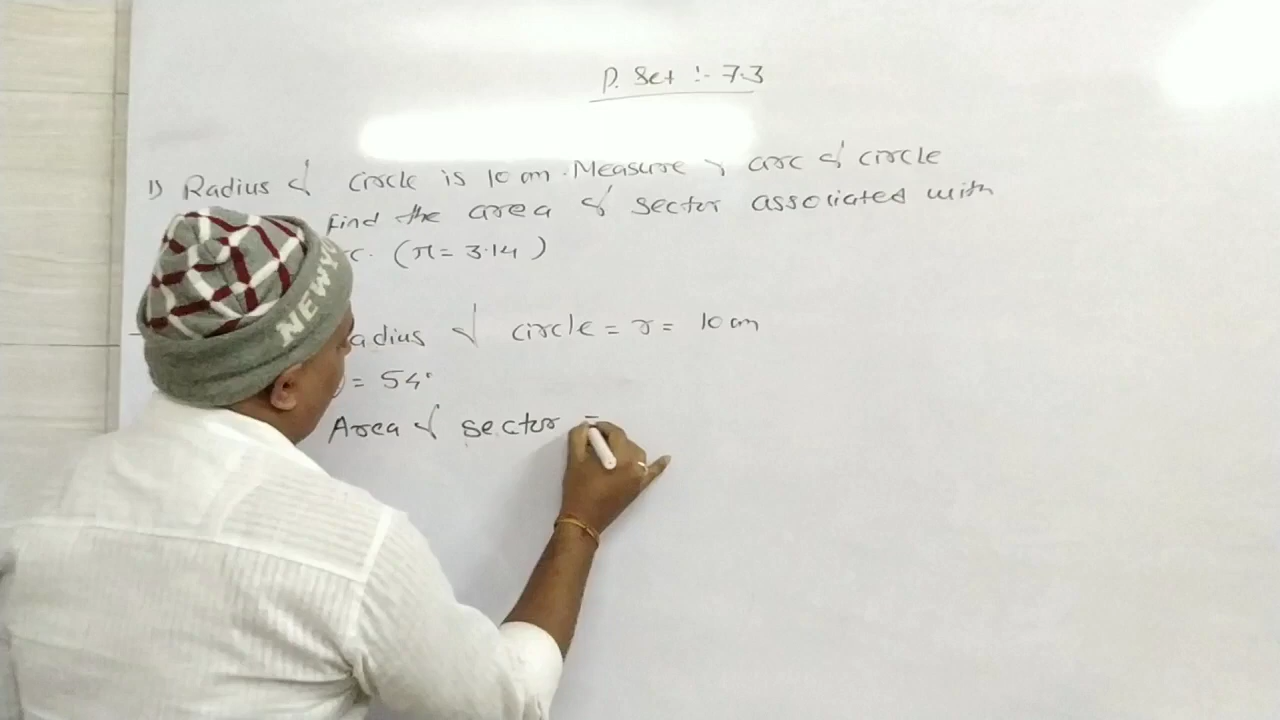 P. Set :- 7.3
1) Radius of circle is 10 cm. Measure of arc of circle
find the area of sector associated with
c. (π = 3.14)
adius of circle = r = 10 cm
= 54°
Area of sector =
NEWY